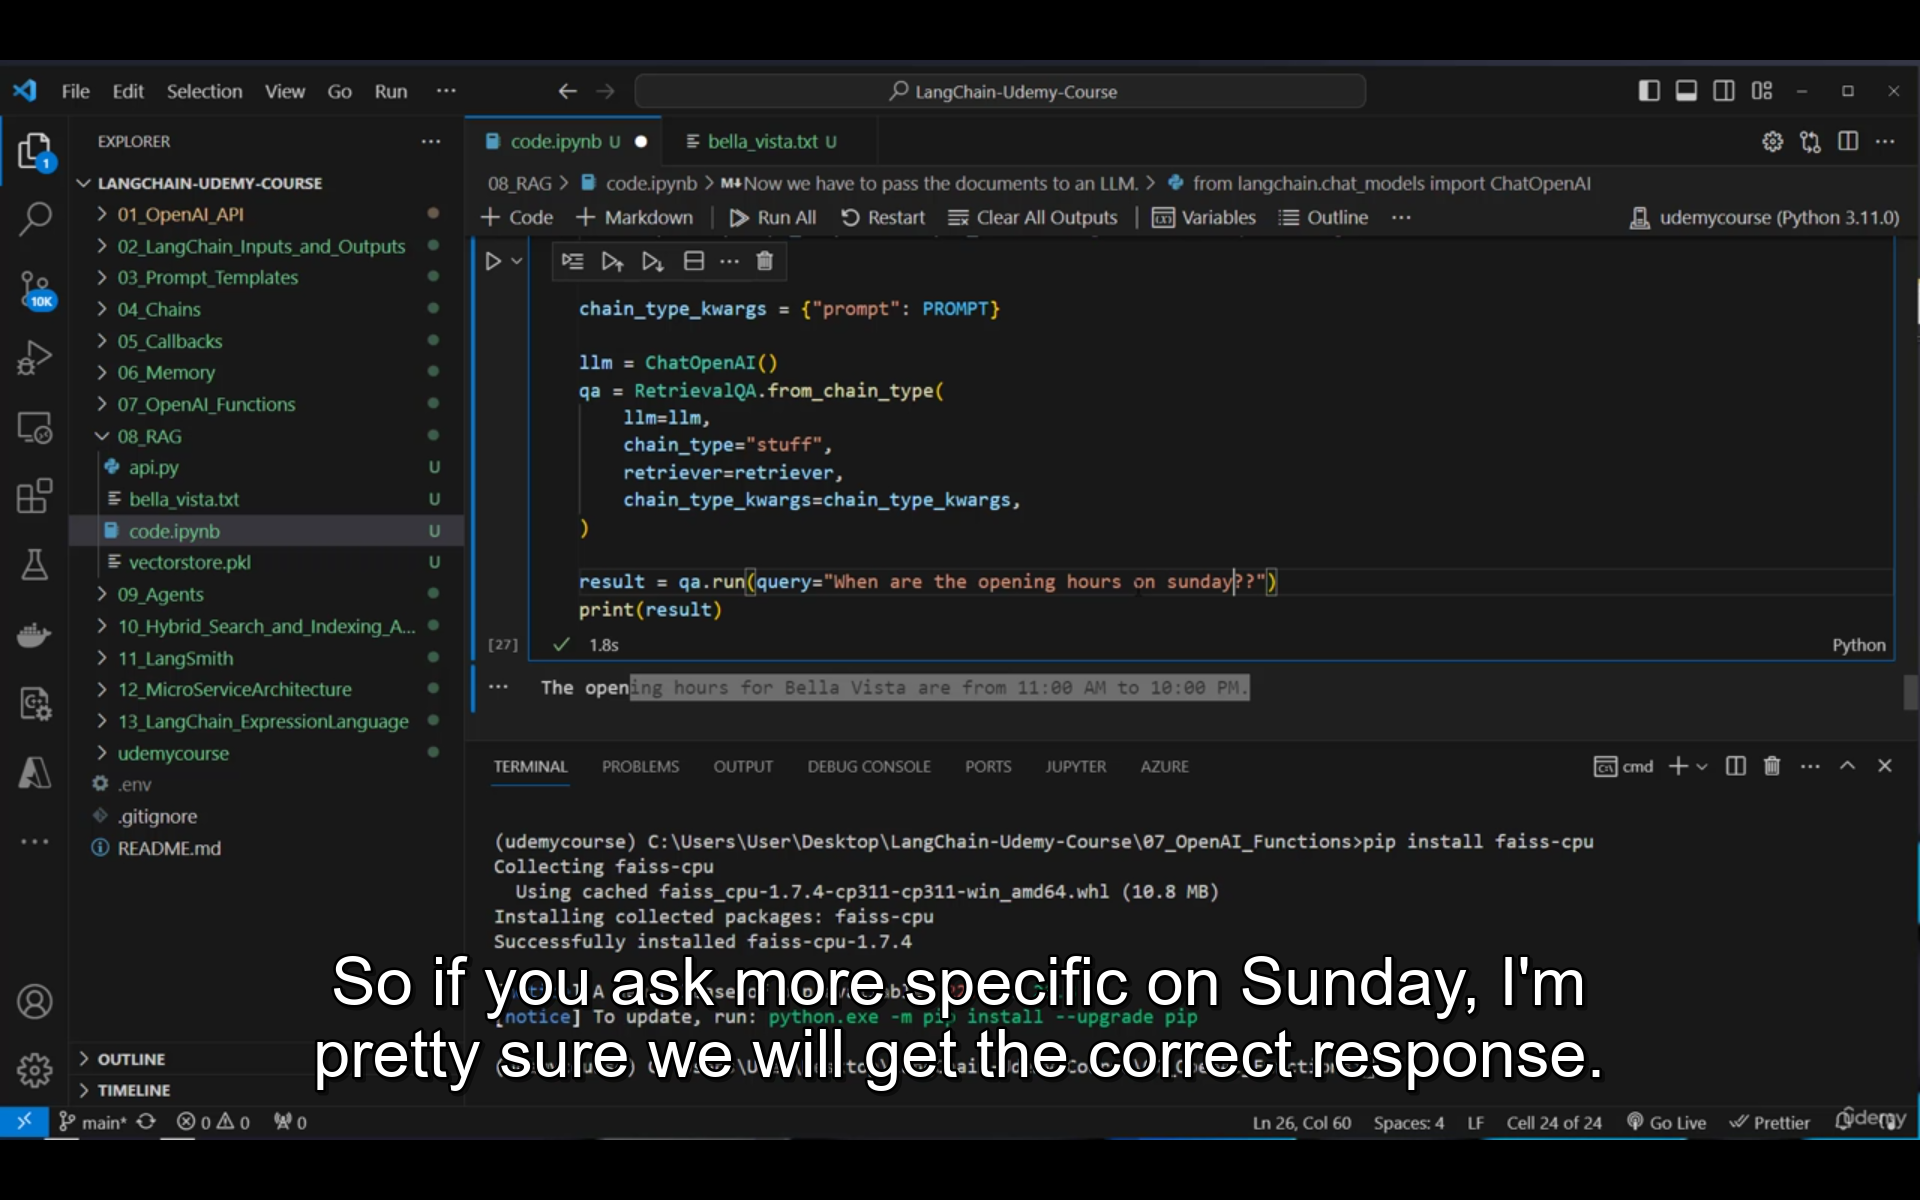 File Edit Selection View Go Run ···
LangChain-Udemy-Course
EXPLORER ···
code.ipynb U
bella_vista.txt U
LANGCHAIN-UDEMY-COURSE
08_RAG > code.ipynb > M↓Now we have to pass the documents to an LLM. > from langchain.chat_models import ChatOpenAI
+ Code + Markdown Run All Restart Clear All Outputs Variables Outline ···
udemycourse (Python 3.11.0)
1
10K
01_OpenAI_API
02_LangChain_Inputs_and_Outputs
03_Prompt_Templates
04_Chains
05_Callbacks
06_Memory
07_OpenAI_Functions
08_RAG
api.py U
bella_vista.txt U
code.ipynb U
vectorstore.pkl U
09_Agents
10_Hybrid_Search_and_Indexing_A...
11_LangSmith
12_MicroServiceArchitecture
13_LangChain_ExpressionLanguage
udemycourse
.env
.gitignore
README.md
OUTLINE
TIMELINE
chain_type_kwargs = {"prompt": PROMPT}
llm = ChatOpenAI()
qa = RetrievalQA.from_chain_type(
llm=llm,
chain_type="stuff",
retriever=retriever,
chain_type_kwargs=chain_type_kwargs,
)
result = qa.run(query="When are the opening hours on sunday??")
print(result)
[27] 1.8s Python
··· The opening hours for Bella Vista are from 11:00 AM to 10:00 PM.
TERMINAL PROBLEMS OUTPUT DEBUG CONSOLE PORTS JUPYTER AZURE
cmd
(udemycourse) C:\Users\User\Desktop\LangChain-Udemy-Course\07_OpenAI_Functions>pip install faiss-cpu
Collecting faiss-cpu
Using cached faiss_cpu-1.7.4-cp311-cp311-win_amd64.whl (10.8 MB)
Installing collected packages: faiss-cpu
Successfully installed faiss-cpu-1.7.4
So if you ask more specific on Sunday, I'm
[notice] To update, run: python.exe -m pip install --upgrade pip
pretty sure we will get the correct response.
main* 0 0 0
Ln 26, Col 60 Spaces: 4 LF Cell 24 of 24 Go Live Prettier
Udemy